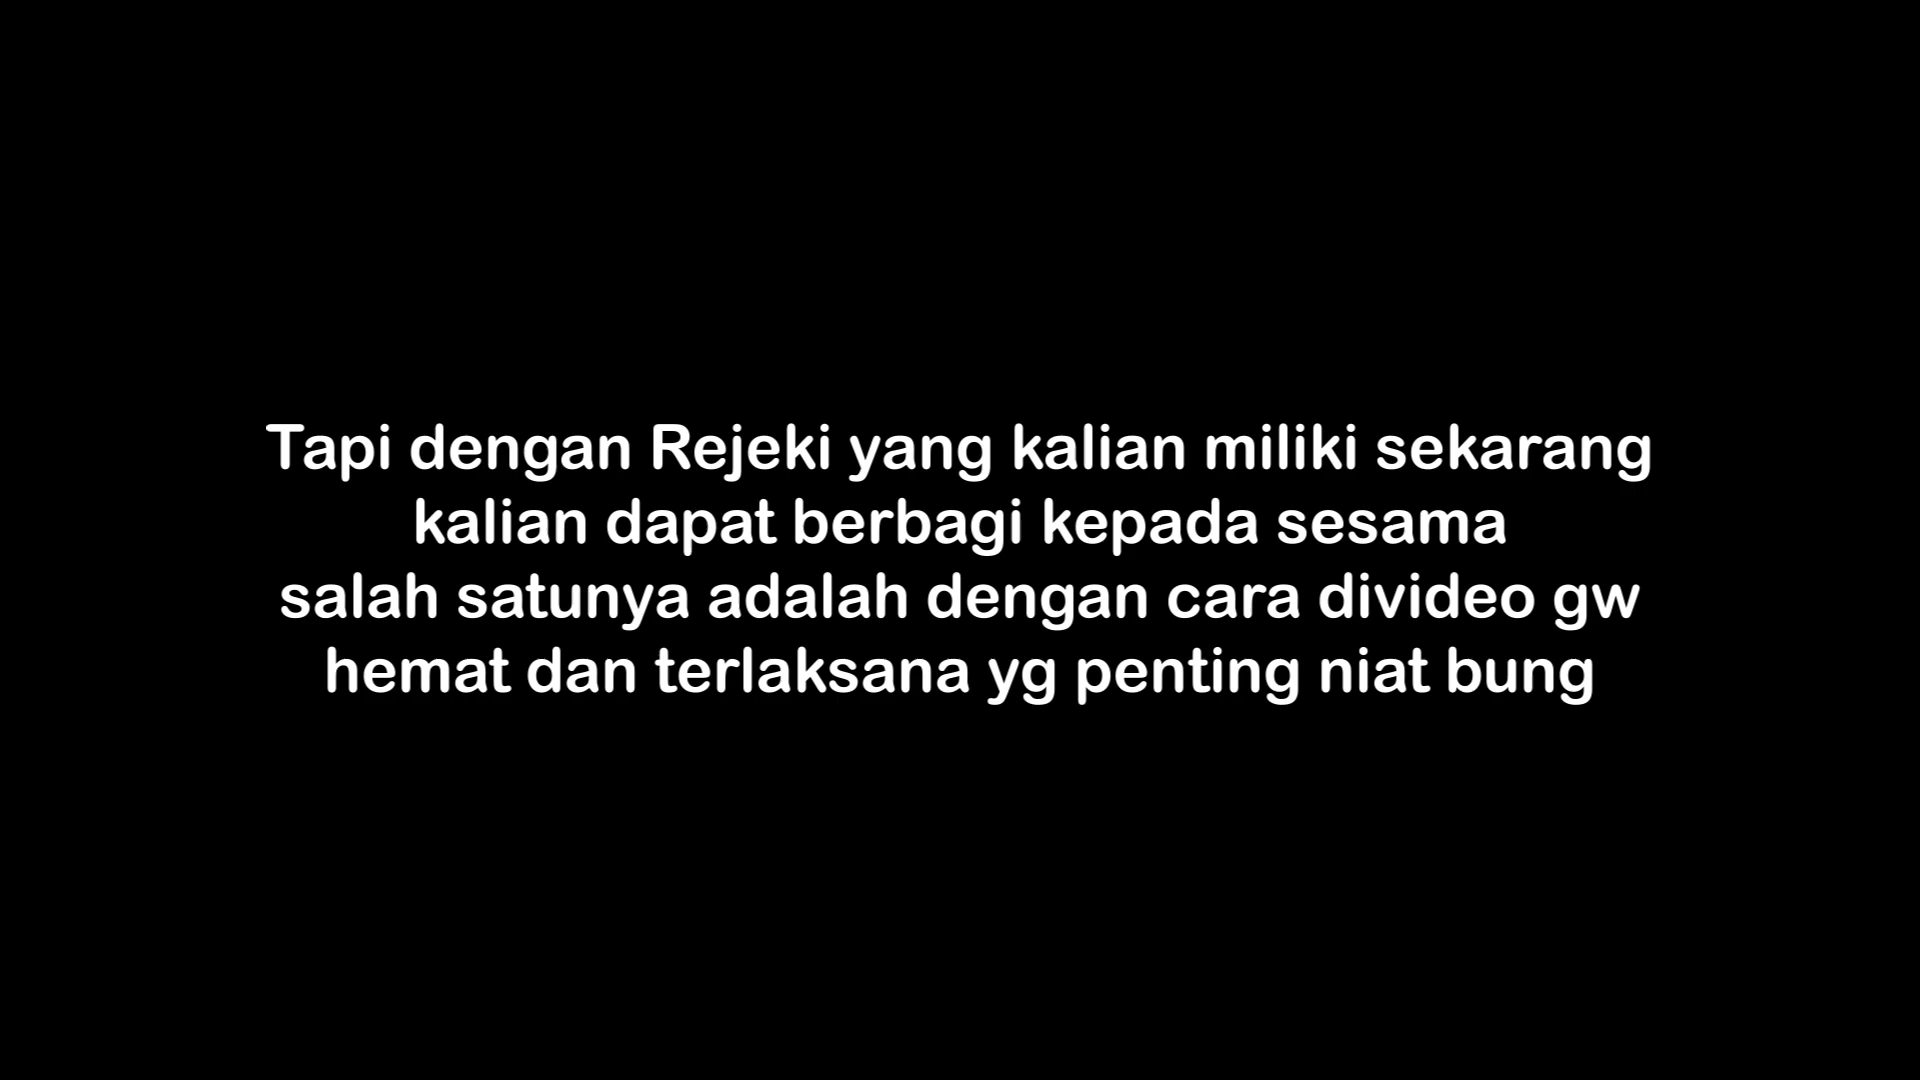 Tapi dengan Rejeki yang kalian miliki sekarang
kalian dapat berbagi kepada sesama
salah satunya adalah dengan cara divideo gw
hemat dan terlaksana yg penting niat bung